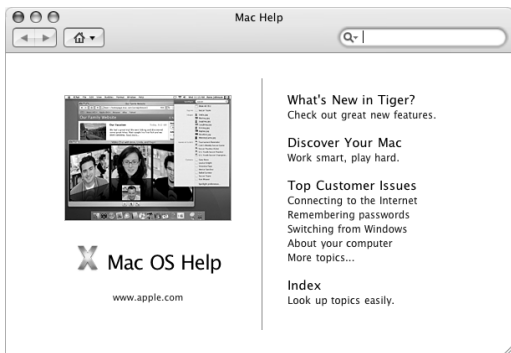 Mac Help
Mac OS Help
www.apple.com
What's New in Tiger?
Check out great new features.
Discover Your Mac
Work smart, play hard.
Top Customer Issues
Connecting to the Internet
Remembering passwords
Switching from Windows
About your computer
More topics...
Index
Look up topics easily.